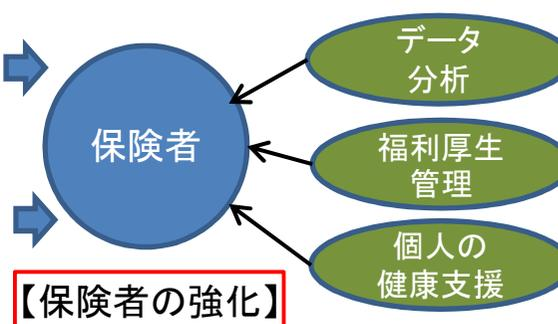 データ
分析
保険者
福利厚生
管理
個人の
健康支援
【保険者の強化】